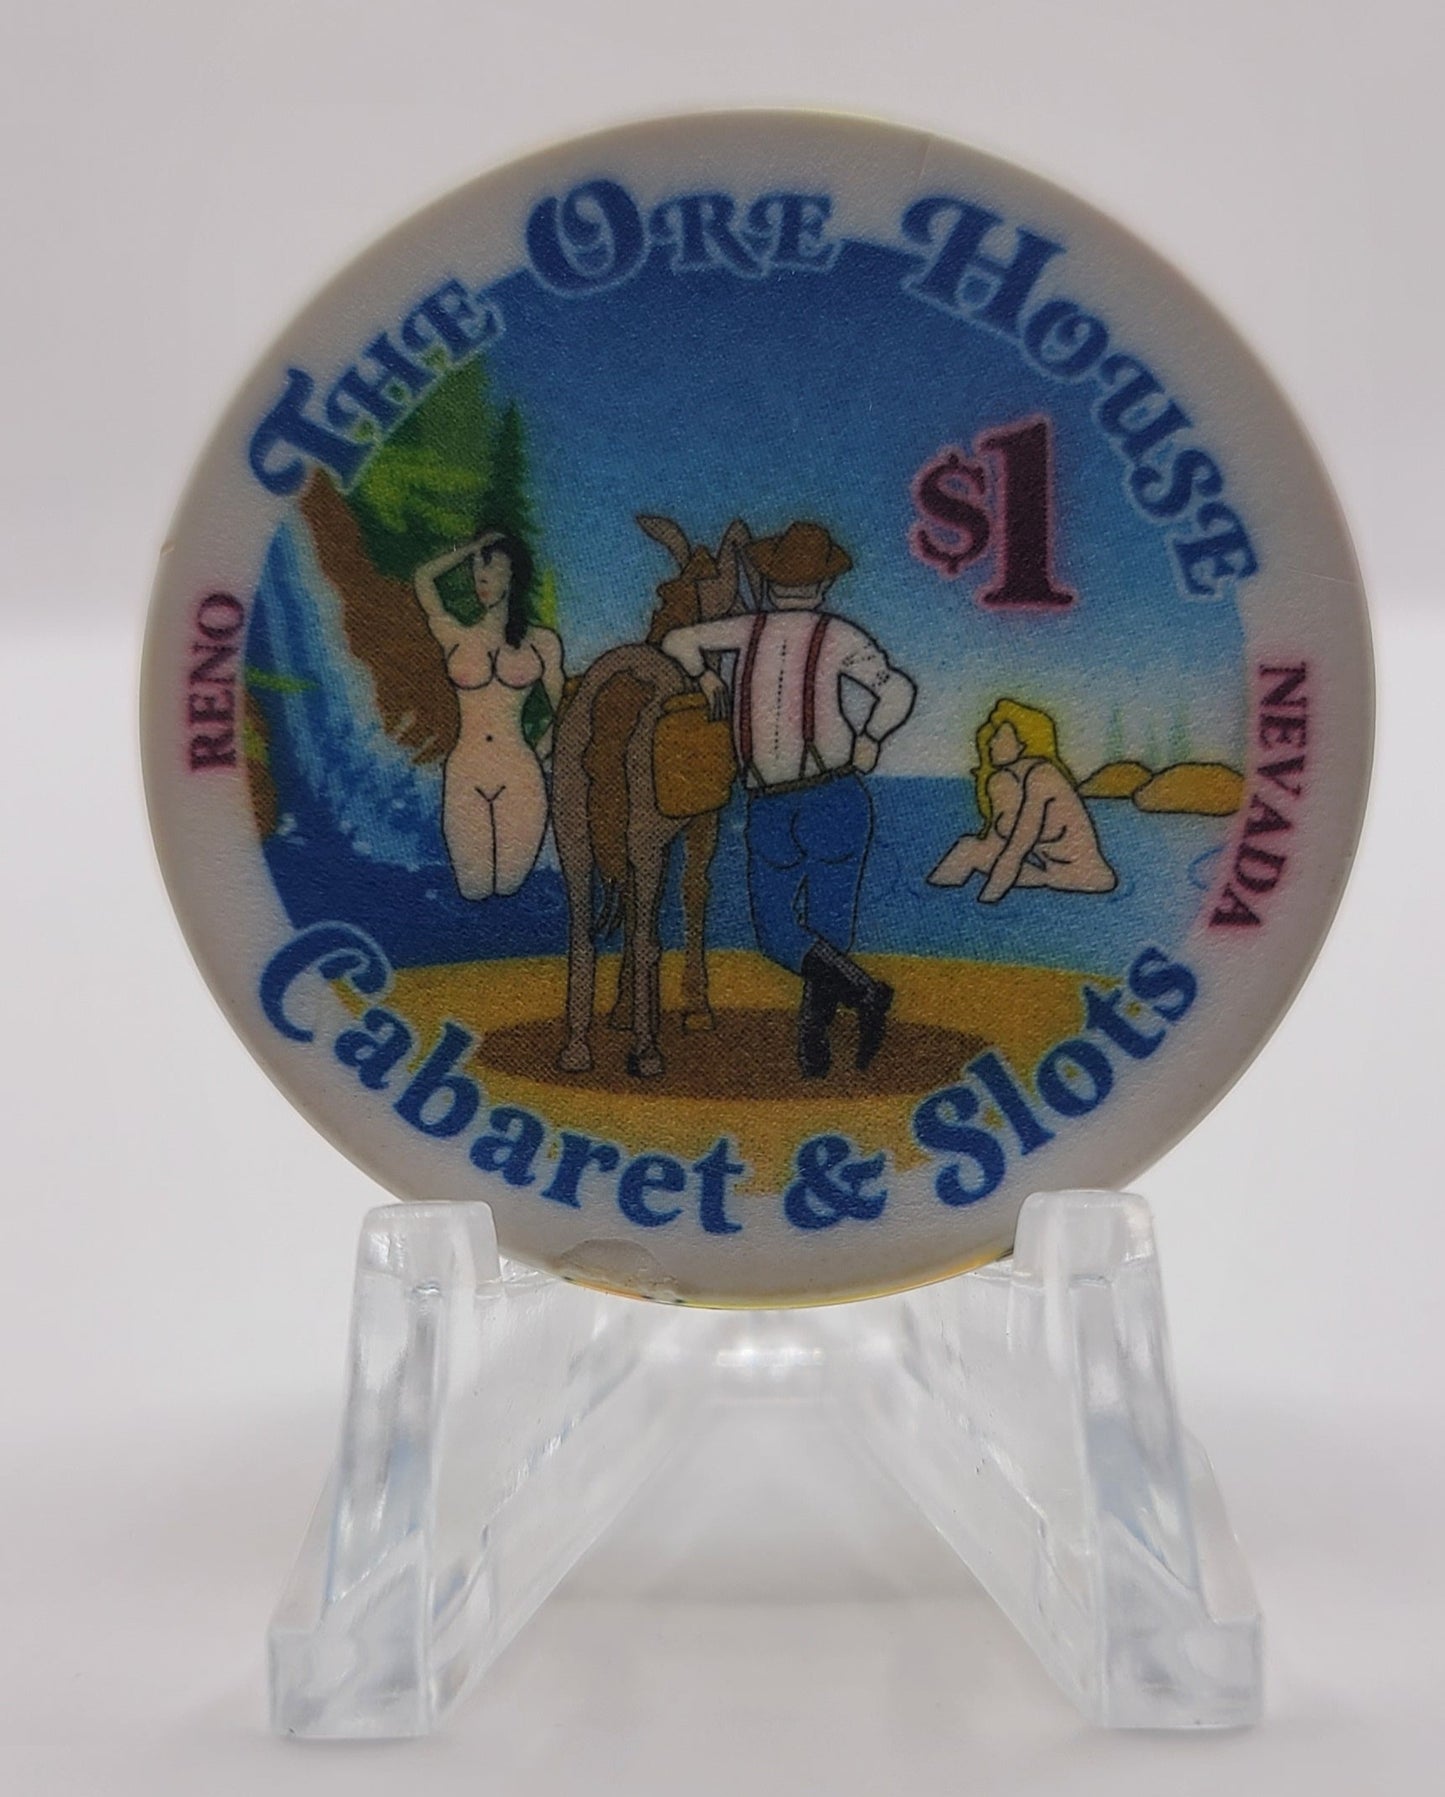 The Ore House
$1
RENO
NEVADA
Cabaret & Slots